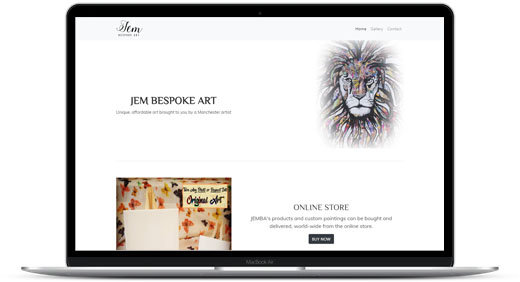 Jem
BESPOKE ART
Home Gallery Contact
JEM BESPOKE ART
Unique, affordable art brought to you by a Manchester artist
Original Art
ONLINE STORE
JEMBA's products and custom paintings can be bought and
delivered, world-wide from the online store.
BUY NOW
MacBook Air